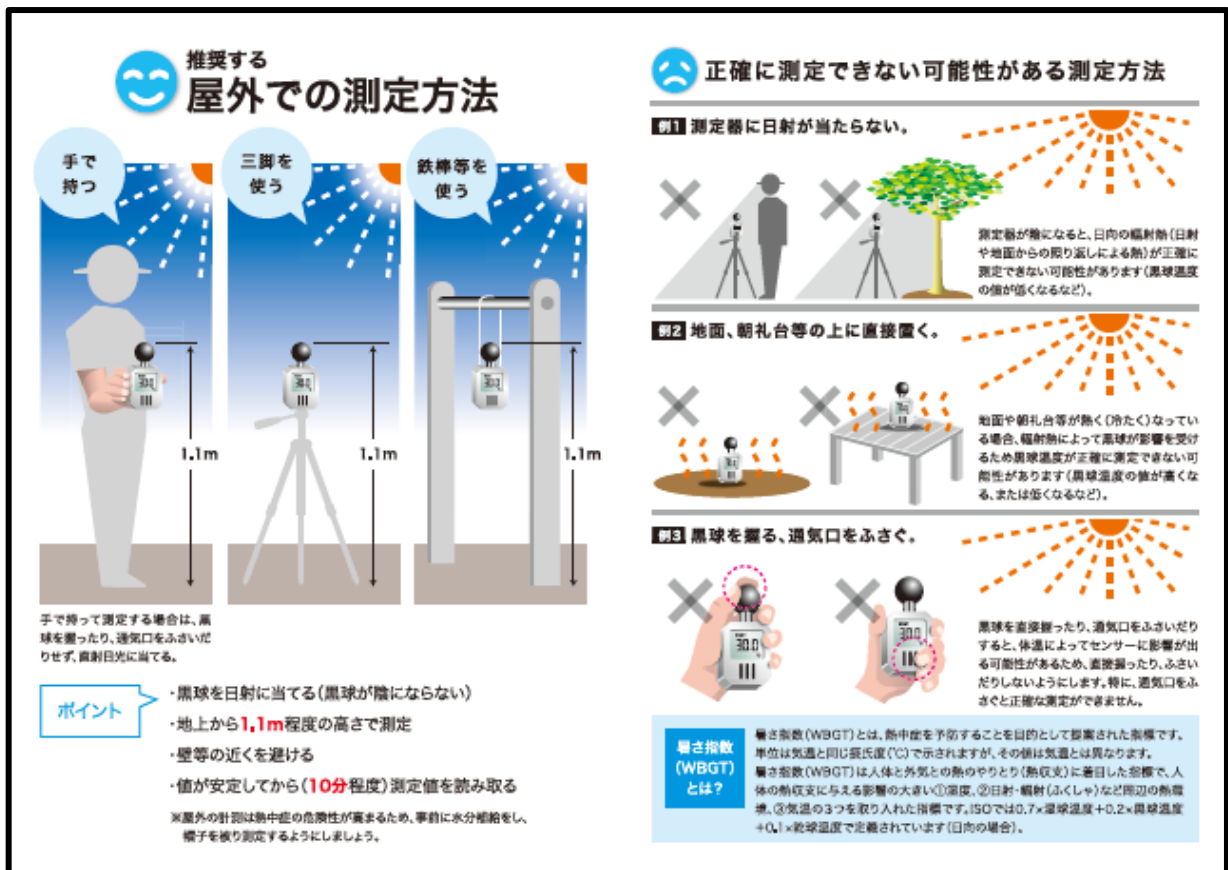 推奨する
屋外での測定方法
手で
持つ
三脚を
使う
鉄棒等を
使う
30.0
30.0
30.0
1.1m
1.1m
1.1m
手で持って測定する場合は、黒
球を握ったり、通気口をふさいだ
りせず、直射日光に当てる。
ポイント
・黒球を日射に当てる(黒球が陰にならない)
・地上から1.1m程度の高さで測定
・壁等の近くを避ける
・値が安定してから(10分程度)測定値を読み取る
※屋外の計測は熱中症の危険性が高まるため、事前に水分補給をし、
帽子を被り測定するようにしましょう。
正確に測定できない可能性がある測定方法
例1 測定器に日射が当たらない。
測定器が陰になると、日向の輻射熱(日射
や地面からの照り返しによる熱)が正確に
測定できない可能性があります(黒球温度
の値が低くなるなど)。
例2 地面、朝礼台等の上に直接置く。
地面や朝礼台等が熱く(冷たく)なってい
る場合、輻射熱によって黒球が影響を受け
るため黒球温度が正確に測定できない可
能性があります(黒球温度の値が高くな
る、または低くなるなど)。
例3 黒球を握る、通気口をふさぐ。
30.0
30.0
黒球を直接握ったり、通気口をふさいだり
すると、体温によってセンサーに影響が出
る可能性があるため、直接握ったり、ふさい
だりしないようにします。特に、通気口をふ
さぐと正確な測定ができません。
暑さ指数
(WBGT)
とは?
暑さ指数(WBGT)とは、熱中症を予防することを目的として提案された指標です。
単位は気温と同じ摂氏度(℃)で示されますが、その値は気温とは異なります。
暑さ指数(WBGT)は人体と外気との熱のやりとり(熱収支)に着目した指標で、人
体の熱収支に与える影響の大きい①湿度、②日射・輻射(ふくしゃ)など周辺の熱環
境、③気温の3つを取り入れた指標です。ISOでは0.7×湿球温度+0.2×黒球温度
+0.1×乾球温度で定義されています(日向の場合)。